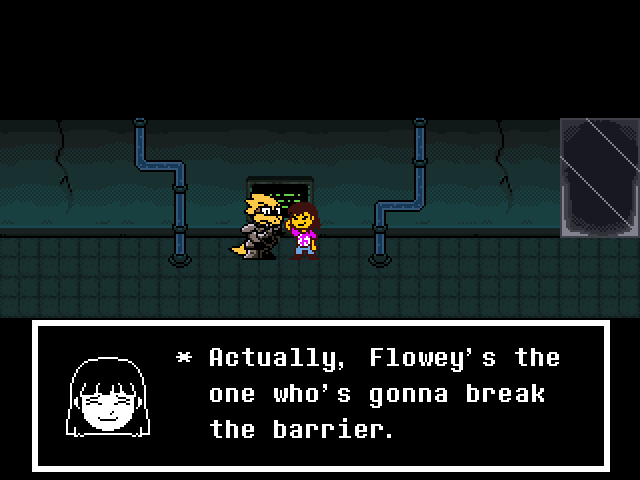 * Actually, Flowey's the
one who's gonna break
the barrier.